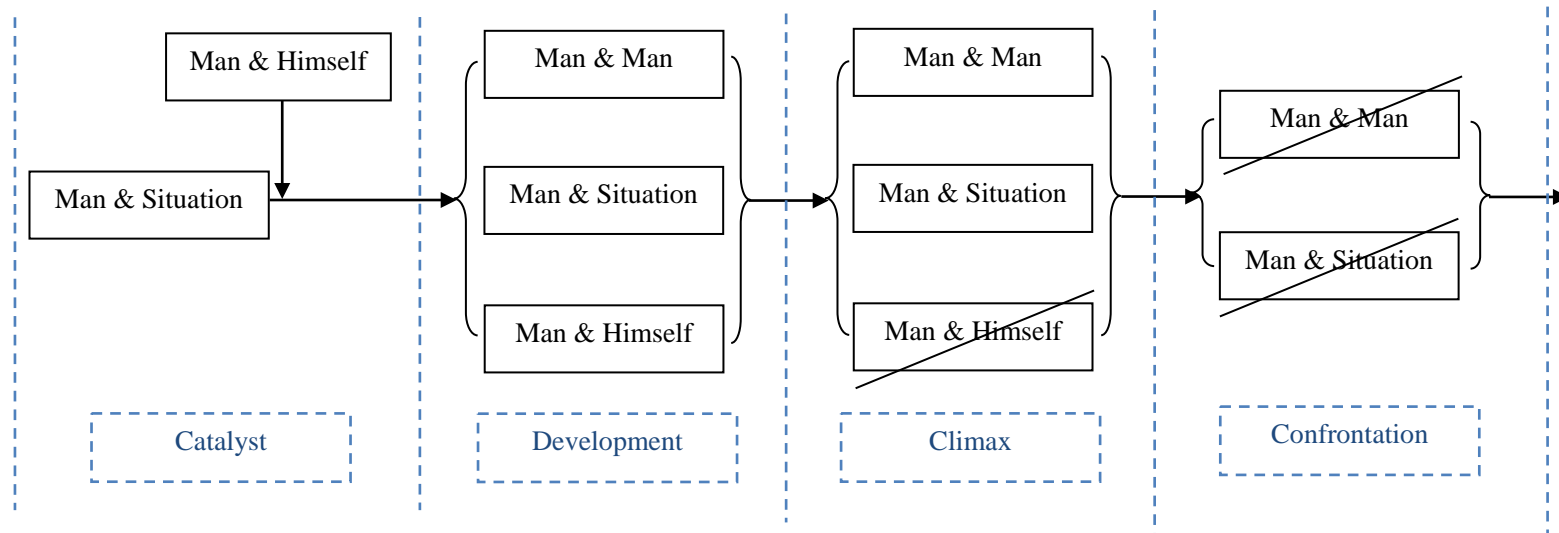 Man & Himself
Man & Situation
Catalyst
Man & Man
Man & Situation
Man & Himself
Development
Man & Man
Man & Situation
Man & Himself
Climax
Man & Man
Man & Situation
Confrontation